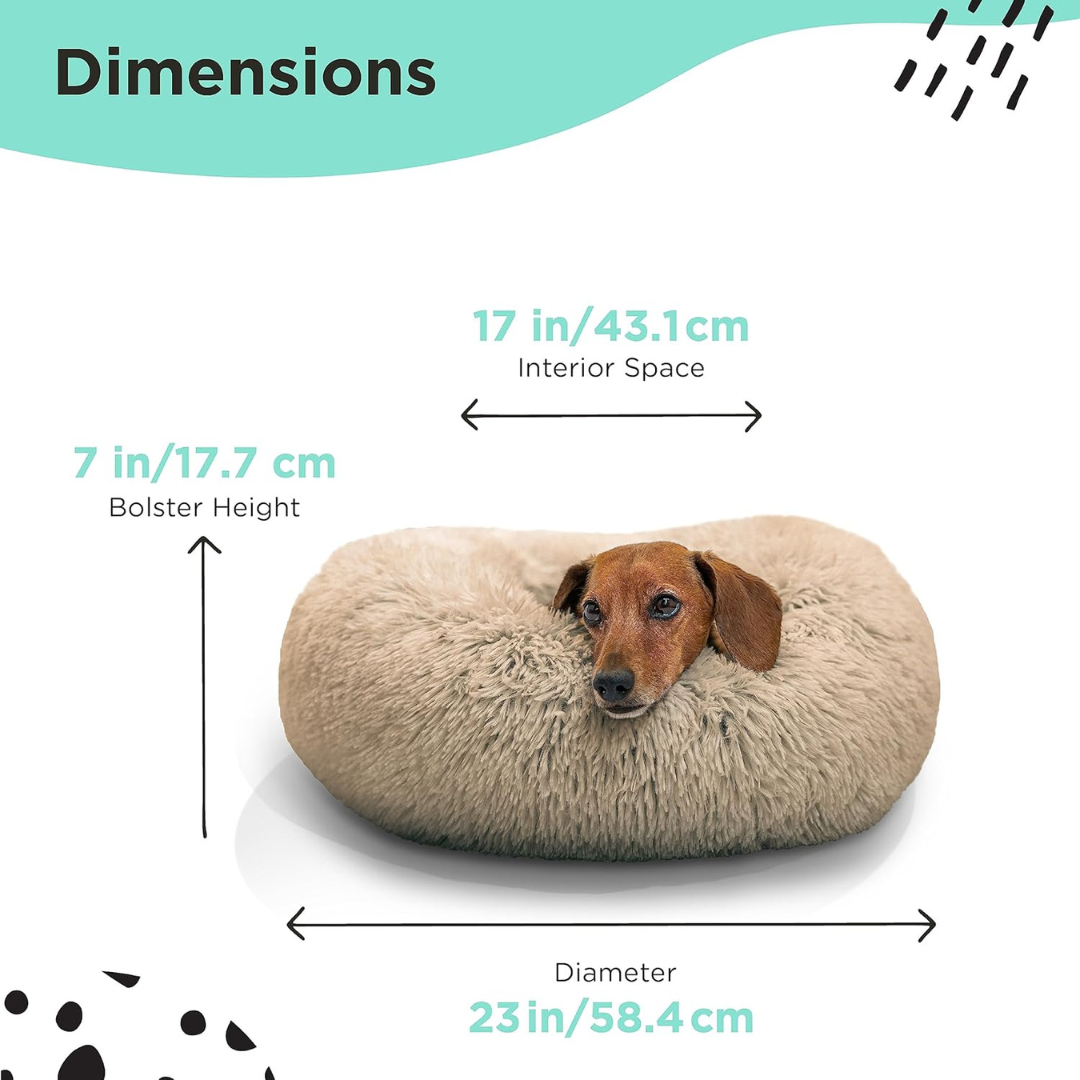 Dimensions
17 in/43.1cm
Interior Space
7 in/17.7 cm
Bolster Height
Diameter
23in/58.4cm